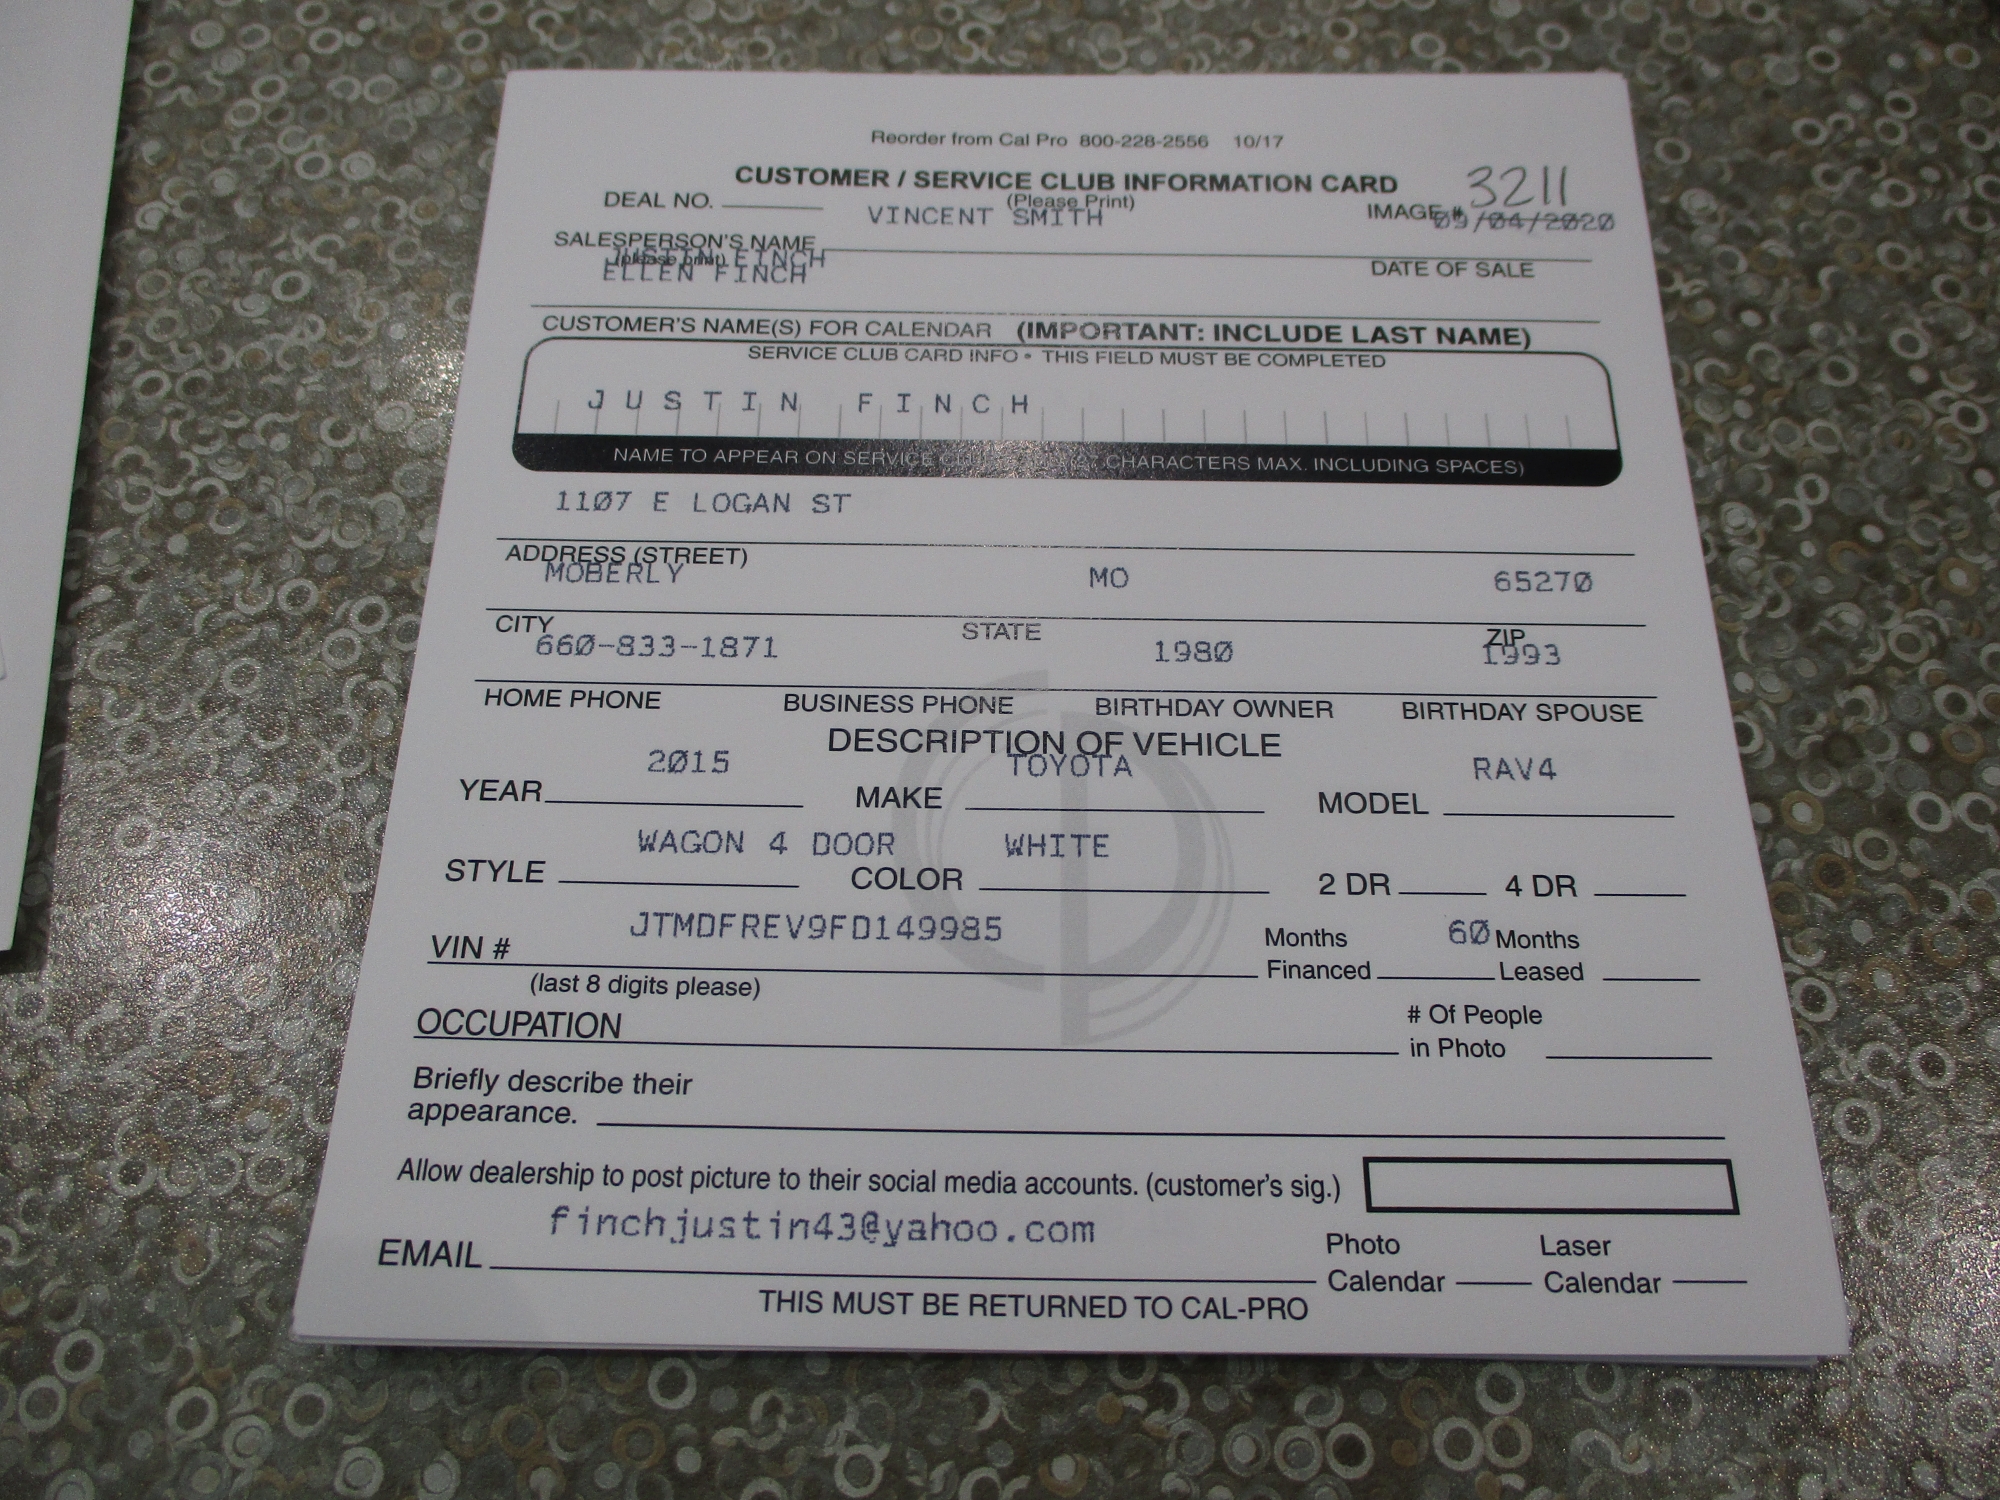 Reorder from Cal Pro 800-228-2556 10/17
CUSTOMER / SERVICE CLUB INFORMATION CARD
3211
DEAL NO.
(Please Print)
VINCENT SMITH
IMAGE #
09/04/2020
SALESPERSON'S NAME
(please print)
JUSTIN FINCH
ELLEN FINCH
DATE OF SALE
CUSTOMER'S NAME(S) FOR CALENDAR (IMPORTANT: INCLUDE LAST NAME)
SERVICE CLUB CARD INFO • THIS FIELD MUST BE COMPLETED
JUSTIN FINCH
NAME TO APPEAR ON SERVICE CHARACTERS MAX. INCLUDING SPACES)
1107 E LOGAN ST
ADDRESS (STREET)
MOBERLY MO 65270
CITY STATE ZIP
660-833-1871 1980 1993
HOME PHONE BUSINESS PHONE BIRTHDAY OWNER BIRTHDAY SPOUSE
DESCRIPTION OF VEHICLE
2015 TOYOTA RAV4
YEAR MAKE MODEL
WAGON 4 DOOR WHITE
STYLE COLOR 2 DR 4 DR
JTMDFREV9FD149985 60
VIN # Months Financed Months Leased
(last 8 digits please)
OCCUPATION # Of People in Photo
Briefly describe their
appearance.
Allow dealership to post picture to their social media accounts. (customer's sig.)
finchjustin43@yahoo.com
EMAIL Photo Calendar Laser Calendar
THIS MUST BE RETURNED TO CAL-PRO